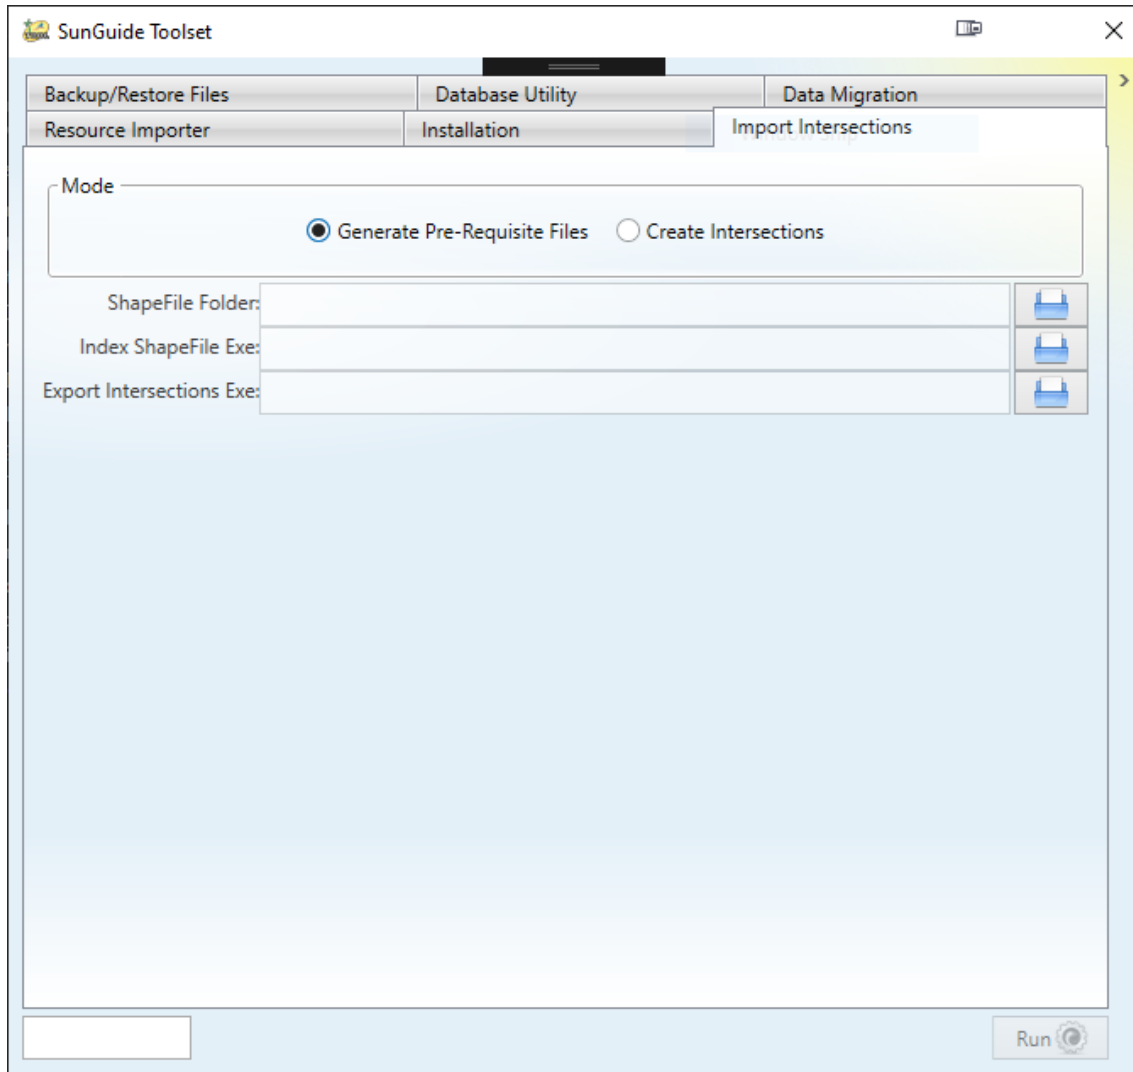 SunGuide Toolset
Backup/Restore Files Database Utility Data Migration
Resource Importer Installation Import Intersections
Mode
Generate Pre-Requisite Files Create Intersections
ShapeFile Folder:
Index ShapeFile Exe:
Export Intersections Exe:
Run